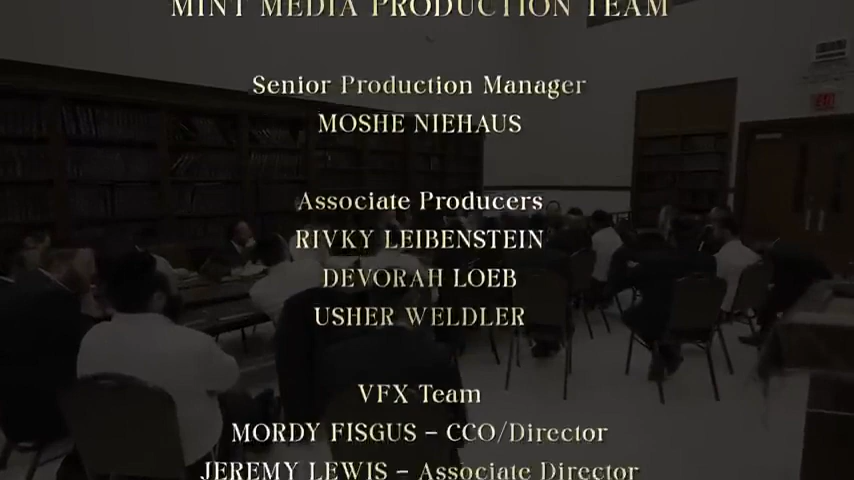 MINT MEDIA PRODUCTION TEAM
Senior Production Manager
MOSHE NIEHAUS
Associate Producers
RIVKY LEIBENSTEIN
DEVORAH LOEB
USHER WELDLER
VFX Team
MORDY FISGUS – CCO/Director
JEREMY LEWIS – Associate Director